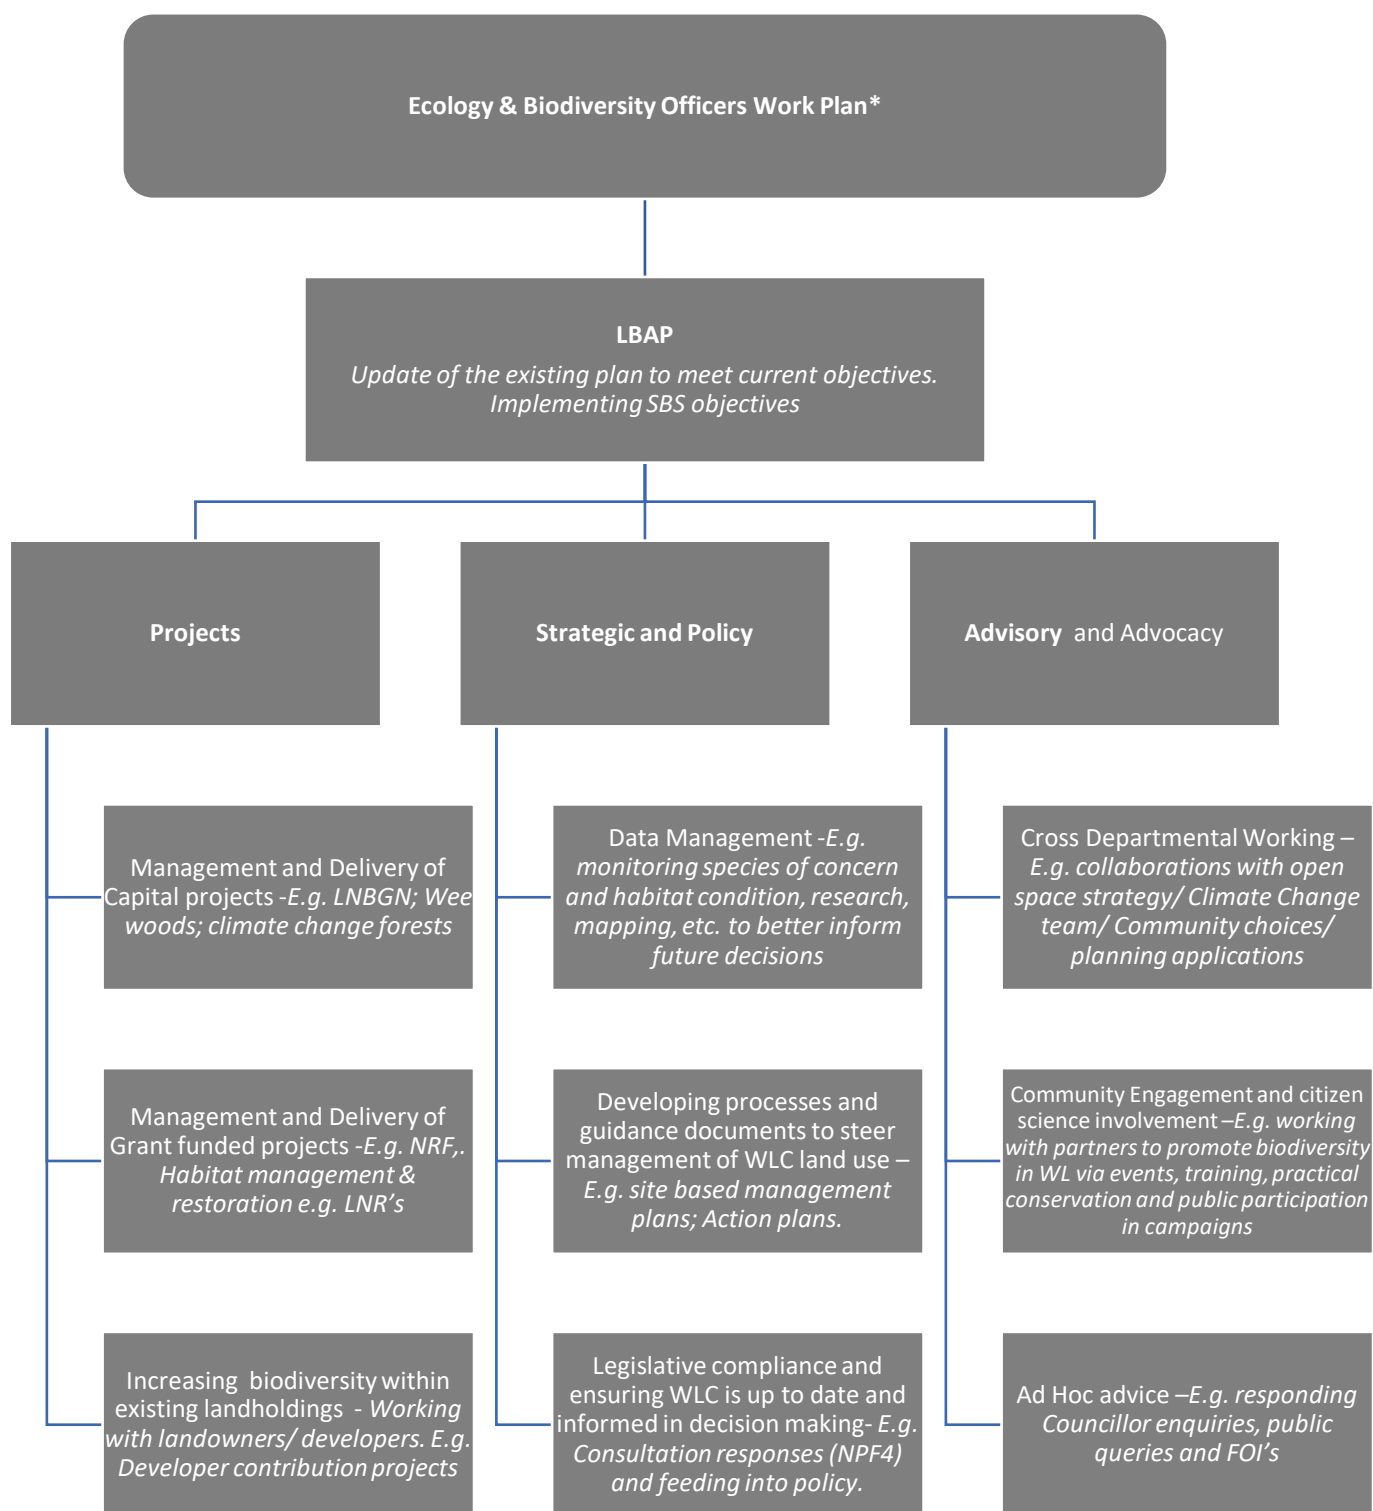 Ecology & Biodiversity Officers Work Plan*
LBAP
Update of the existing plan to meet current objectives.
Implementing SBS objectives
Projects
Strategic and Policy
Advisory and Advocacy
Management and Delivery of
Capital projects -E.g. LNBGN; Wee
woods; climate change forests
Data Management -E.g.
monitoring species of concern
and habitat condition, research,
mapping, etc. to better inform
future decisions
Cross Departmental Working –
E.g. collaborations with open
space strategy/ Climate Change
team/ Community choices/
planning applications
Management and Delivery of
Grant funded projects -E.g. NRF,.
Habitat management &
restoration e.g. LNR’s
Developing processes and
guidance documents to steer
management of WLC land use –
E.g. site based management
plans; Action plans.
Community Engagement and citizen
science involvement –E.g. working
with partners to promote biodiversity
in WL via events, training, practical
conservation and public participation
in campaigns
Increasing biodiversity within
existing landholdings - Working
with landowners/ developers. E.g.
Developer contribution projects
Legislative compliance and
ensuring WLC is up to date and
informed in decision making- E.g.
Consultation responses (NPF4)
and feeding into policy.
Ad Hoc advice –E.g. responding
Councillor enquiries, public
queries and FOI’s